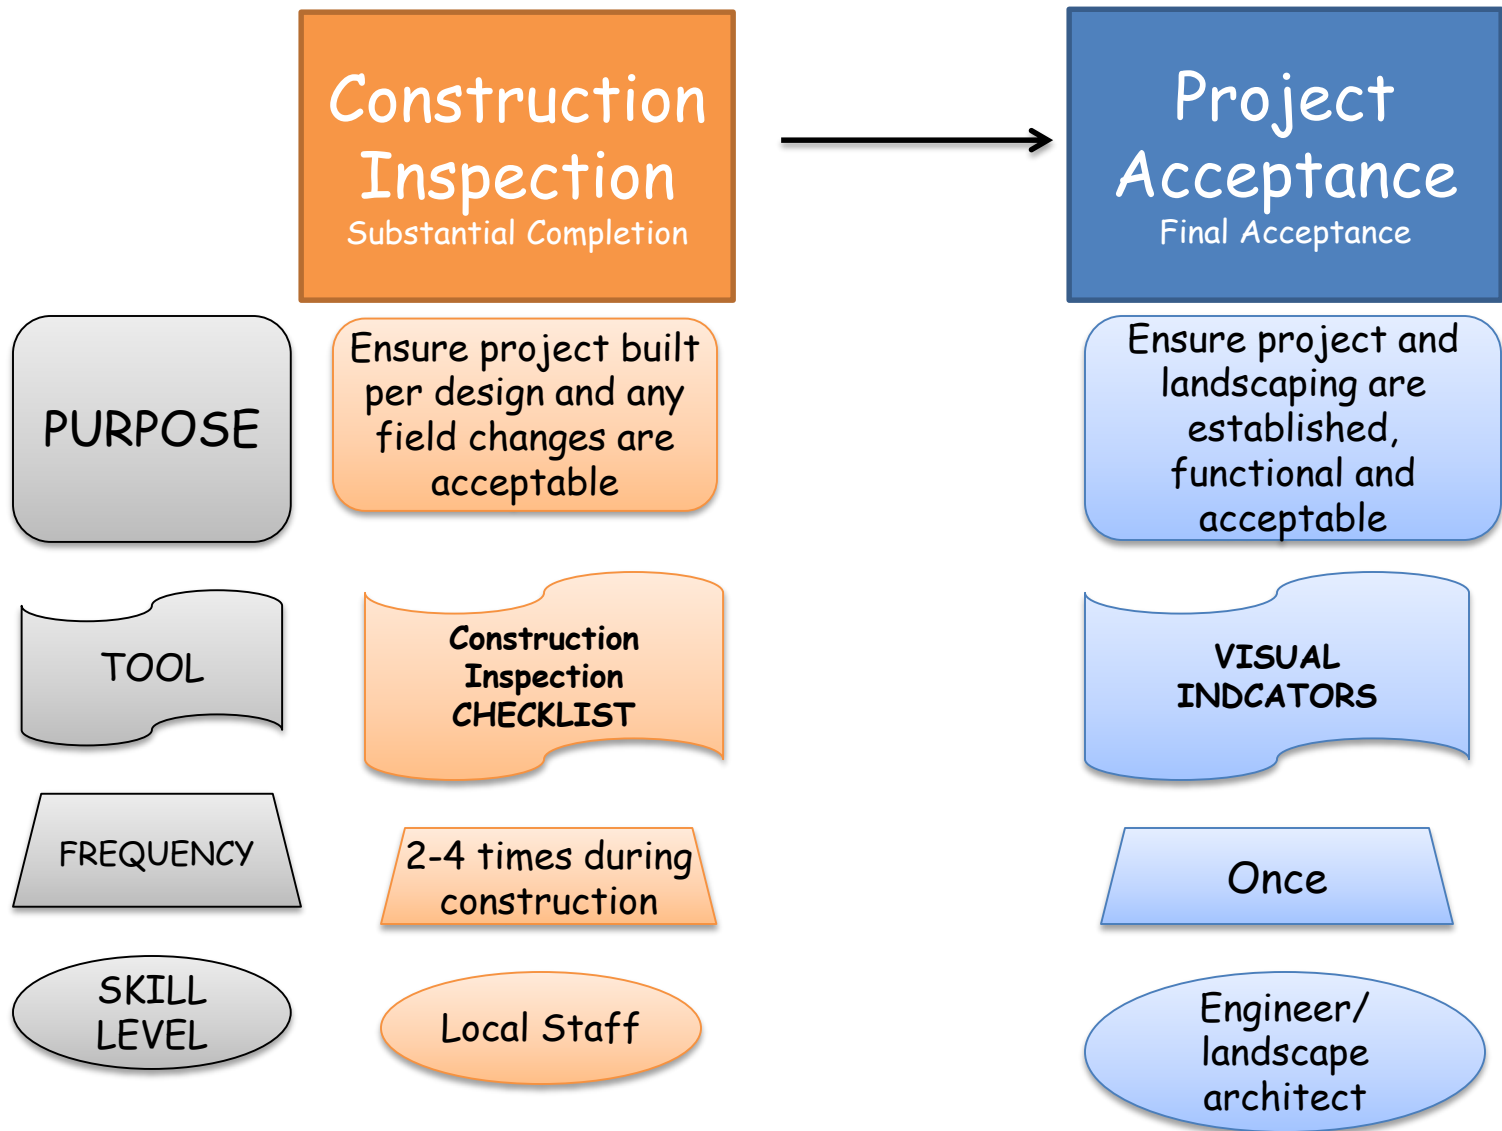 Construction
Inspection
Substantial Completion
Project
Acceptance
Final Acceptance
PURPOSE
Ensure project built
per design and any
field changes are
acceptable
Ensure project and
landscaping are
established,
functional and
acceptable
TOOL
Construction
Inspection
CHECKLIST
VISUAL
INDCATORS
FREQUENCY
2-4 times during
construction
Once
SKILL
LEVEL
Local Staff
Engineer/
landscape
architect